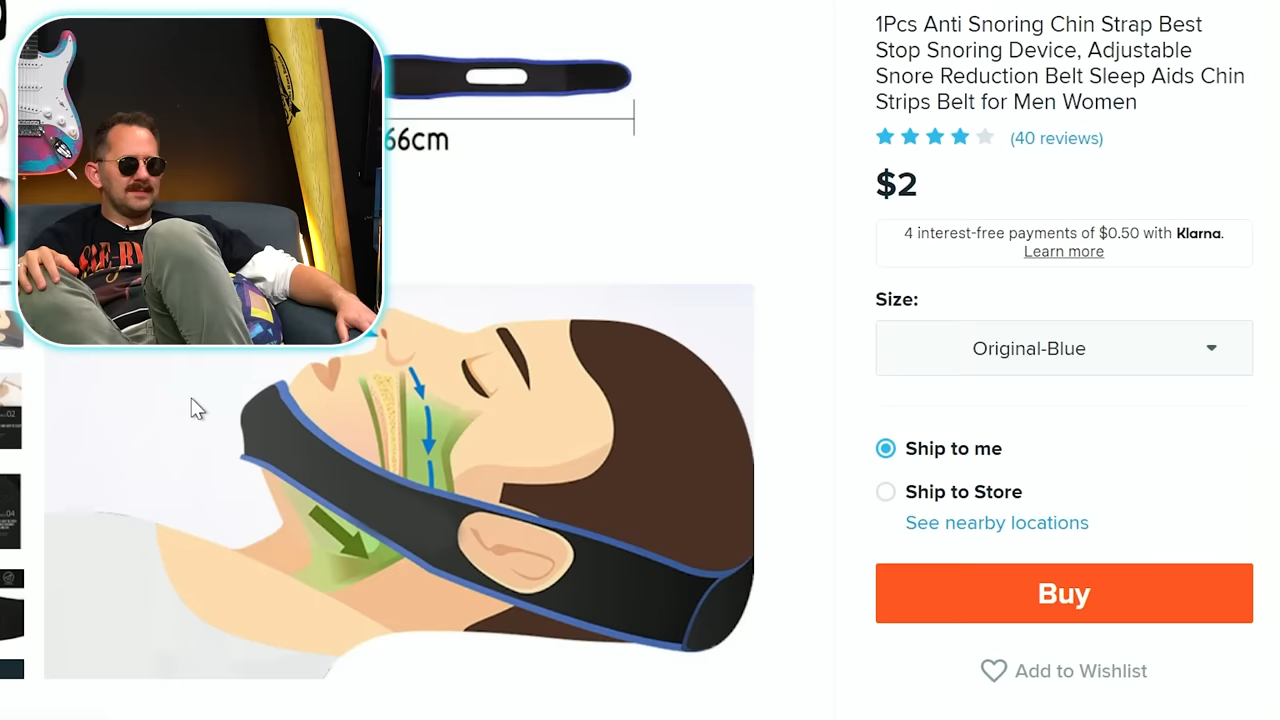 66cm
1Pcs Anti Snoring Chin Strap Best
Stop Snoring Device, Adjustable
Snore Reduction Belt Sleep Aids Chin
Strips Belt for Men Women
(40 reviews)
$2
4 interest-free payments of $0.50 with Klarna.
Learn more
Size:
Original-Blue
Ship to me
Ship to Store
See nearby locations
Buy
Add to Wishlist
02
04